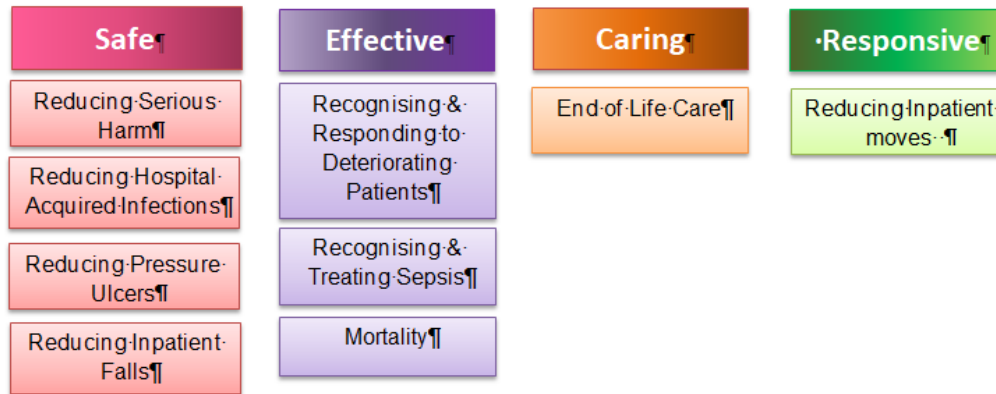 Safe¶
Reducing·Serious·
Harm¶
Reducing·Hospital·
Acquired·Infections¶
Reducing·Pressure·
Ulcers¶
Reducing·Inpatient·
Falls¶
Effective¶
Recognising·&·
Responding·to·
Deteriorating·
Patients¶
Recognising·&·
Treating·Sepsis¶
Mortality¶
Caring¶
End·of·Life·Care¶
·Responsive¶
Reducing·Inpatient·
moves··¶